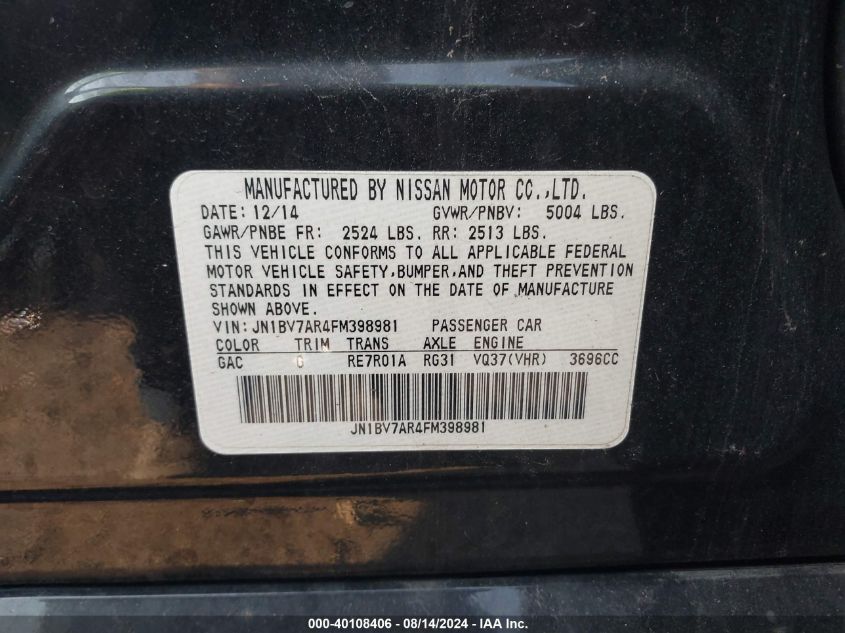 MANUFACTURED BY NISSAN MOTOR CO.,LTD.
DATE: 12/14 GVWR/PNBV: 5004 LBS.
GAWR/PNBE FR: 2524 LBS. RR: 2513 LBS.
THIS VEHICLE CONFORMS TO ALL APPLICABLE FEDERAL
MOTOR VEHICLE SAFETY,BUMPER,AND THEFT PREVENTION
STANDARDS IN EFFECT ON THE DATE OF MANUFACTURE
SHOWN ABOVE.
VIN: JN1BV7AR4FM398981 PASSENGER CAR
COLOR TRIM TRANS AXLE ENGINE
GAC G RE7R01A RG31 VQ37(VHR) 3696CC
JN1BV7AR4FM398981
000-40108406 - 08/14/2024 - IAA Inc.